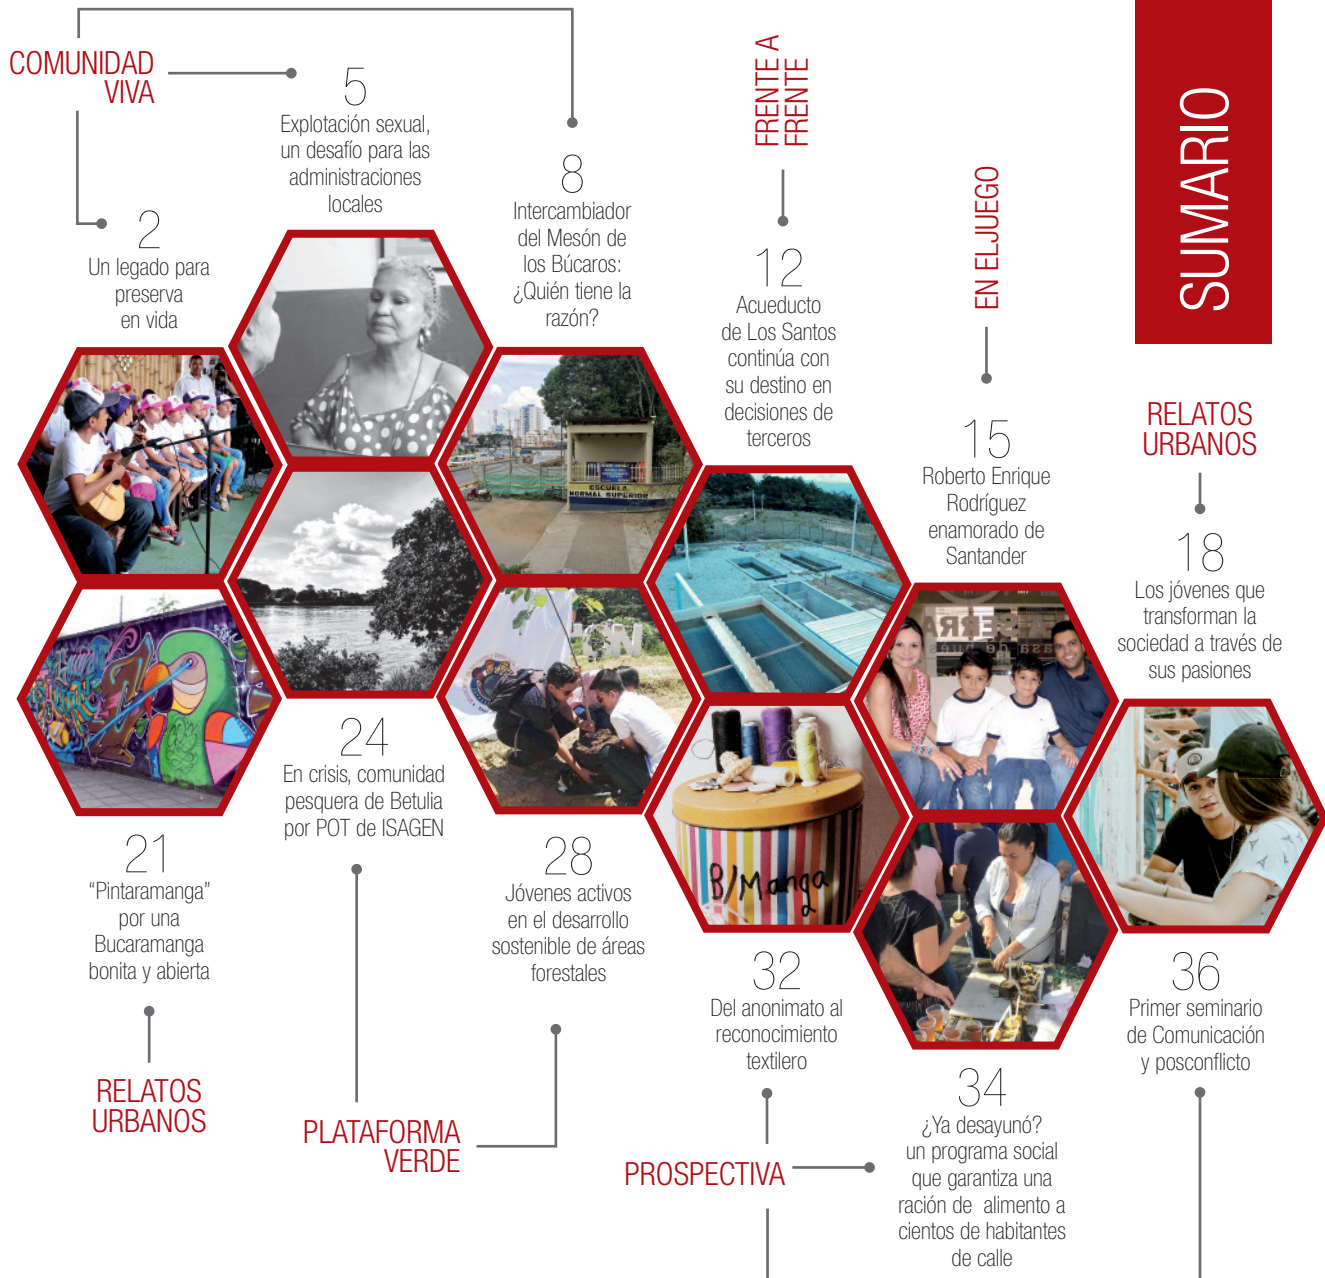 SUMARIO
COMUNIDAD
VIVA
2
Un legado para
preserva
en vida
5
Explotación sexual,
un desafío para las
administraciones
locales
8
Intercambiador
del Mesón de
los Búcaros:
¿Quién tiene la
razón?
FRENTE A
FRENTE
12
Acueducto
de Los Santos
continúa con
su destino en
decisiones de
terceros
EN ELJUEGO
15
Roberto Enrique
Rodríguez
enamorado de
Santander
RELATOS
URBANOS
18
Los jóvenes que
transforman la
sociedad a través de
sus pasiones
ESCUELA
NORMAL SUPERIOR
B/Manga
21
“Pintaramanga”
por una
Bucaramanga
bonita y abierta
RELATOS
URBANOS
24
En crisis, comunidad
pesquera de Betulia
por POT de ISAGEN
28
Jóvenes activos
en el desarrollo
sostenible de áreas
forestales
PLATAFORMA
VERDE
32
Del anonimato al
reconocimiento
textilero
PROSPECTIVA
34
¿Ya desayunó?
un programa social
que garantiza una
ración de alimento a
cientos de habitantes
de calle
36
Primer seminario
de Comunicación
y posconflicto